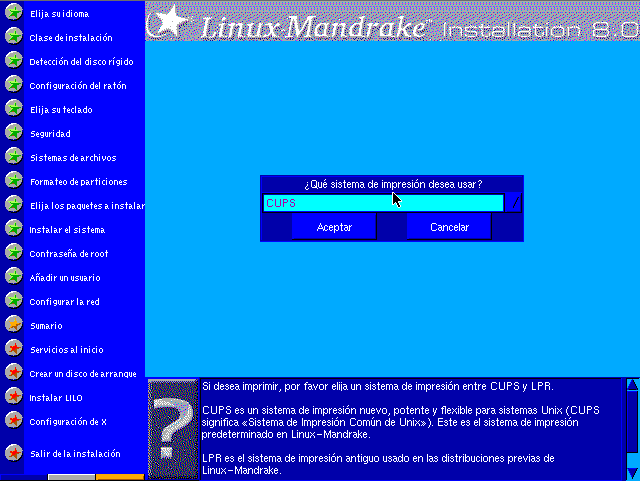 Elija su idioma
Clase de instalación
Detección del disco rígido
Configuración del ratón
Elija su teclado
Seguridad
Sistemas de archivos
Formateo de particiones
Elija los paquetes a instalar
Instalar el sistema
Contraseña de root
Añadir un usuario
Configurar la red
Sumario
Servicios al inicio
Crear un disco de arranque
Instalar LILO
Configuración de X
Salir de la instalación
Linux Mandrake™ Installation 8.0
¿Qué sistema de impresión desea usar?
CUPS
Aceptar Cancelar
Si desea imprimir, por favor elija un sistema de impresión entre CUPS y LPR.
CUPS es un sistema de impresión nuevo, potente y flexible para sistemas Unix (CUPS
significa «Sistema de Impresión Común de Unix»). Este es el sistema de impresión
predeterminado en Linux-Mandrake.
LPR es el sistema de impresión antiguo usado en las distribuciones previas de
Linux-Mandrake.